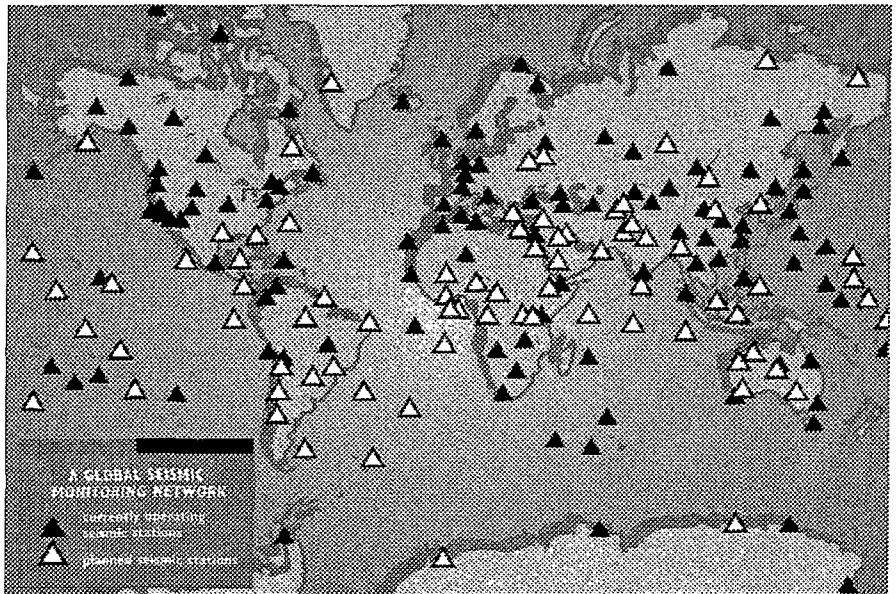 A GLOBAL SEISMIC
MONITORING NETWORK
currently operating
seismic stations
planned seismic stations